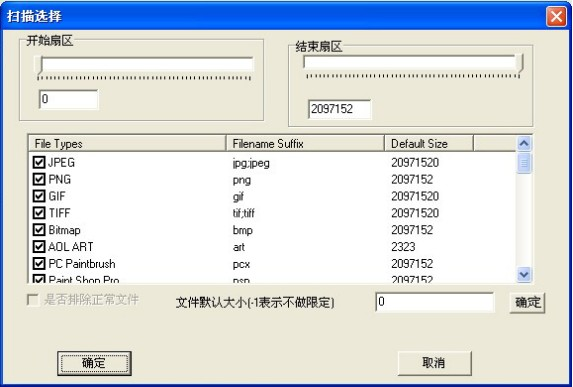 扫描选择
开始扇区
结束扇区
0
2097152
File Types Filename Suffix Default Size
JPEG jpg;jpeg 20971520
PNG png 2097152
GIF gif 20971520
TIFF tif;tiff 20971520
Bitmap bmp 2097152
AOL ART art 2323
PC Paintbrush pcx 2097152
Paint Shop Pro psp 2097152
是否排除正常文件
文件默认大小(-1表示不做限定)
0
确定
确定
取消